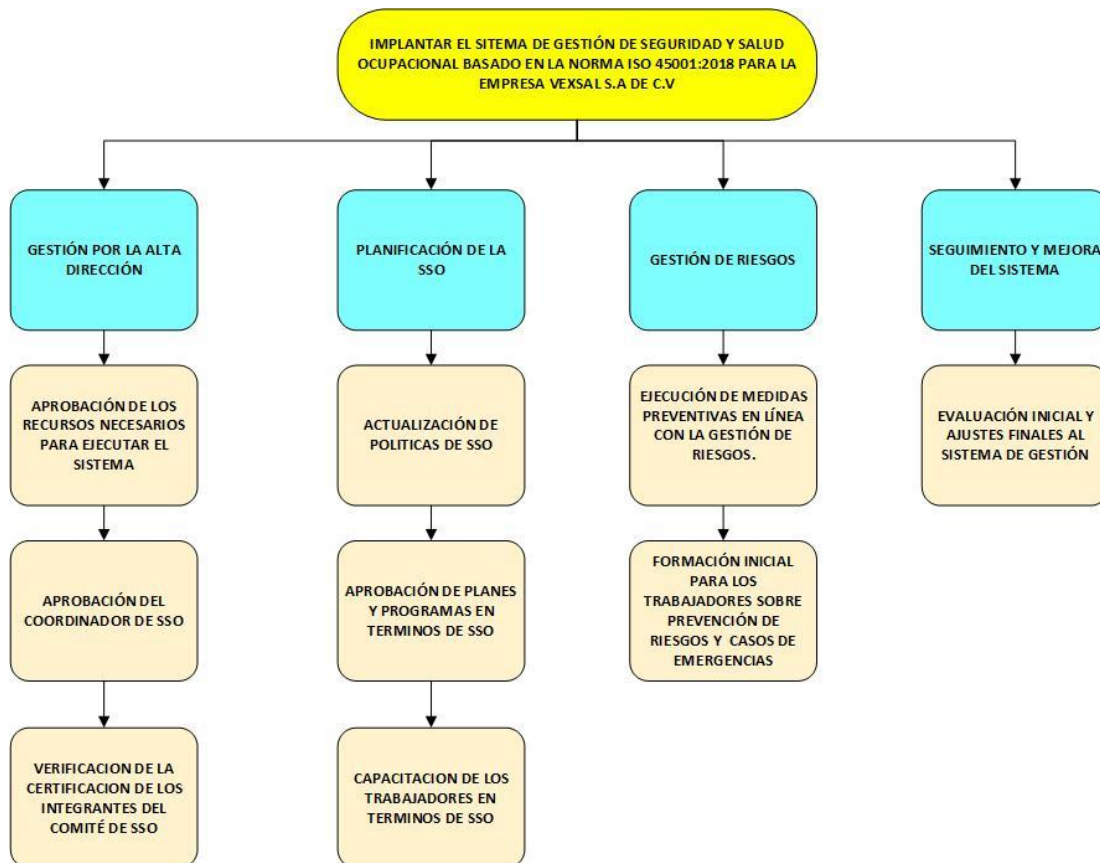 IMPLANTAR EL SITEMA DE GESTIÓN DE SEGURIDAD Y SALUD
OCUPACIONAL BASADO EN LA NORMA ISO 45001:2018 PARA LA
EMPRESA VEXSAL S.A DE C.V
GESTIÓN POR LA ALTA
DIRECCIÓN
PLANIFICACIÓN DE LA
SSO
GESTIÓN DE RIESGOS
SEGUIMIENTO Y MEJORA
DEL SISTEMA
APROBACIÓN DE LOS
RECURSOS NECESARIOS
PARA EJECUTAR EL
SISTEMA
ACTUALIZACIÓN DE
POLITICAS DE SSO
EJECUCIÓN DE MEDIDAS
PREVENTIVAS EN LÍNEA
CON LA GESTIÓN DE
RIESGOS.
EVALUACIÓN INICIAL Y
AJUSTES FINALES AL
SISTEMA DE GESTIÓN
APROBACIÓN DEL
COORDINADOR DE SSO
APROBACIÓN DE PLANES
Y PROGRAMAS EN
TERMINOS DE SSO
FORMACIÓN INICIAL
PARA LOS
TRABAJADORES SOBRE
PREVENCIÓN DE
RIESGOS Y CASOS DE
EMERGENCIAS
VERIFICACION DE LA
CERTIFICACION DE LOS
INTEGRANTES DEL
COMITÉ DE SSO
CAPACITACION DE LOS
TRABAJADORES EN
TERMINOS DE SSO